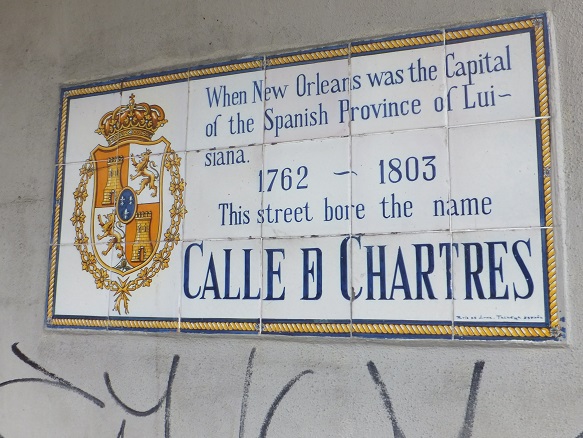 When New Orleans was the Capital
of the Spanish Province of Lui~
siana.
1762 ~ 1803
This street bore the name
CALLE D CHARTRES